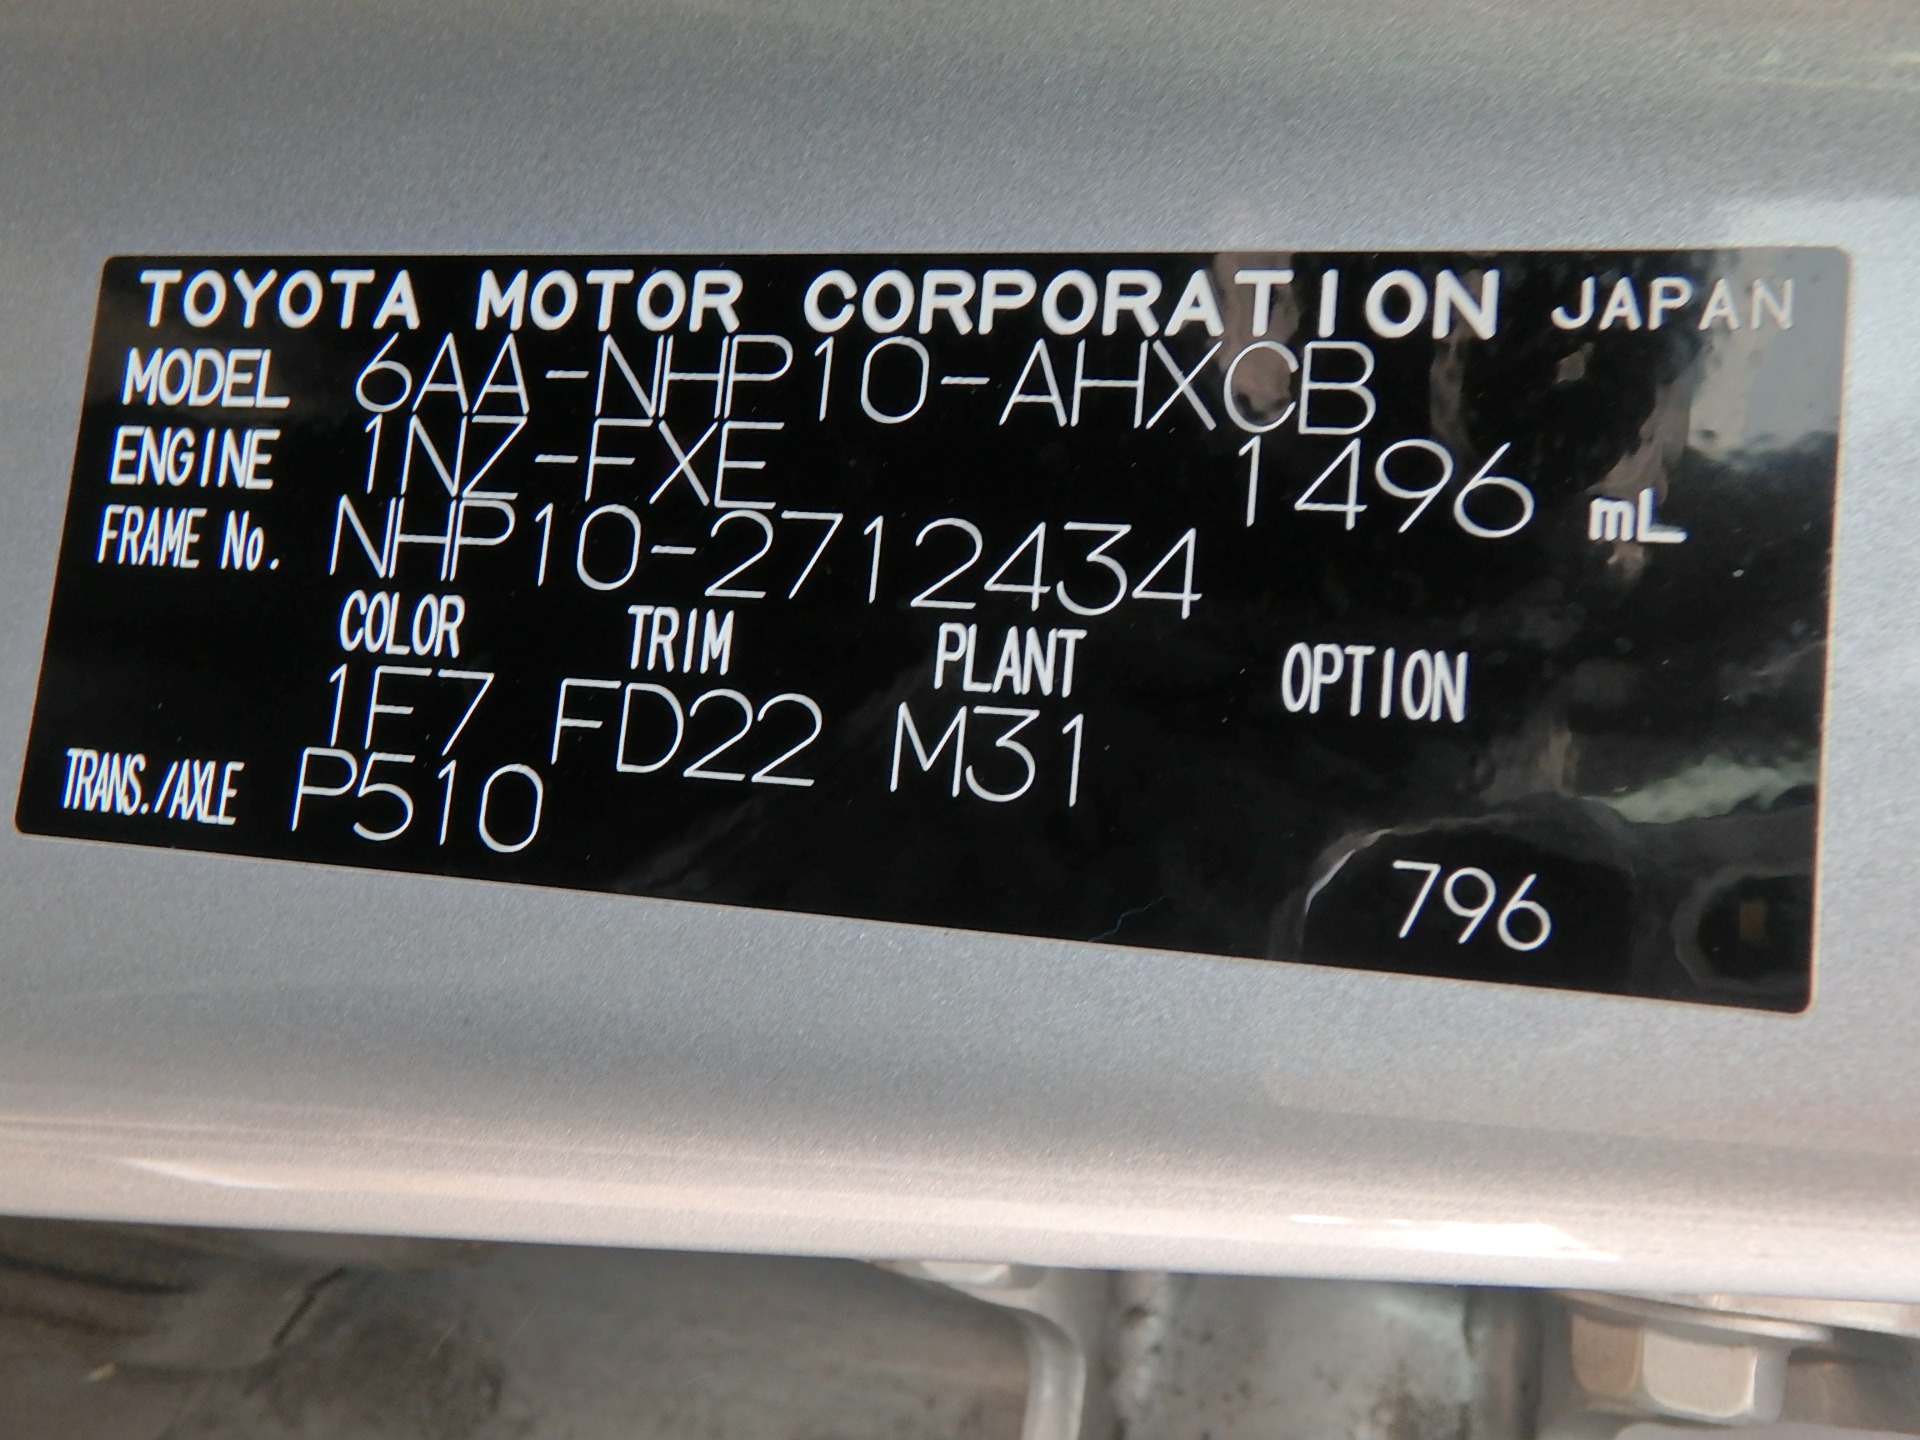 TOYOTA MOTOR CORPORATION JAPAN
MODEL 6AA-NHP10-AHXCB
ENGINE 1NZ-FXE 1496 mL
FRAME No. NHP10-2712434
COLOR TRIM PLANT OPTION
1F7 FD22 M31
TRANS./AXLE P510
796